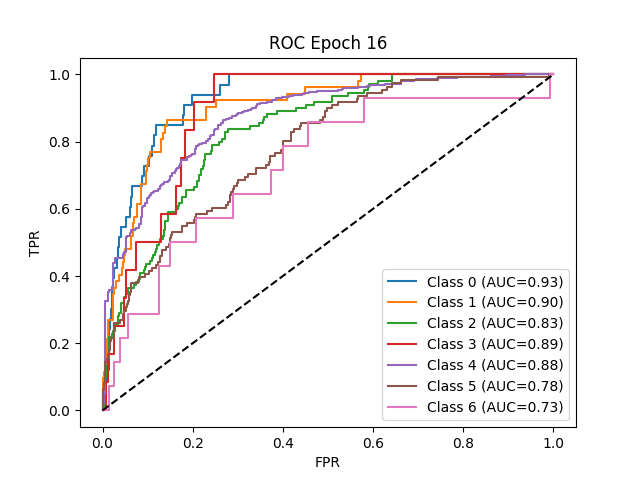 ROC Epoch 16
TPR
1.0
0.8
0.6
0.4
0.2
0.0
0.0 0.2 0.4 0.6 0.8 1.0
FPR
Class 0 (AUC=0.93)
Class 1 (AUC=0.90)
Class 2 (AUC=0.83)
Class 3 (AUC=0.89)
Class 4 (AUC=0.88)
Class 5 (AUC=0.78)
Class 6 (AUC=0.73)